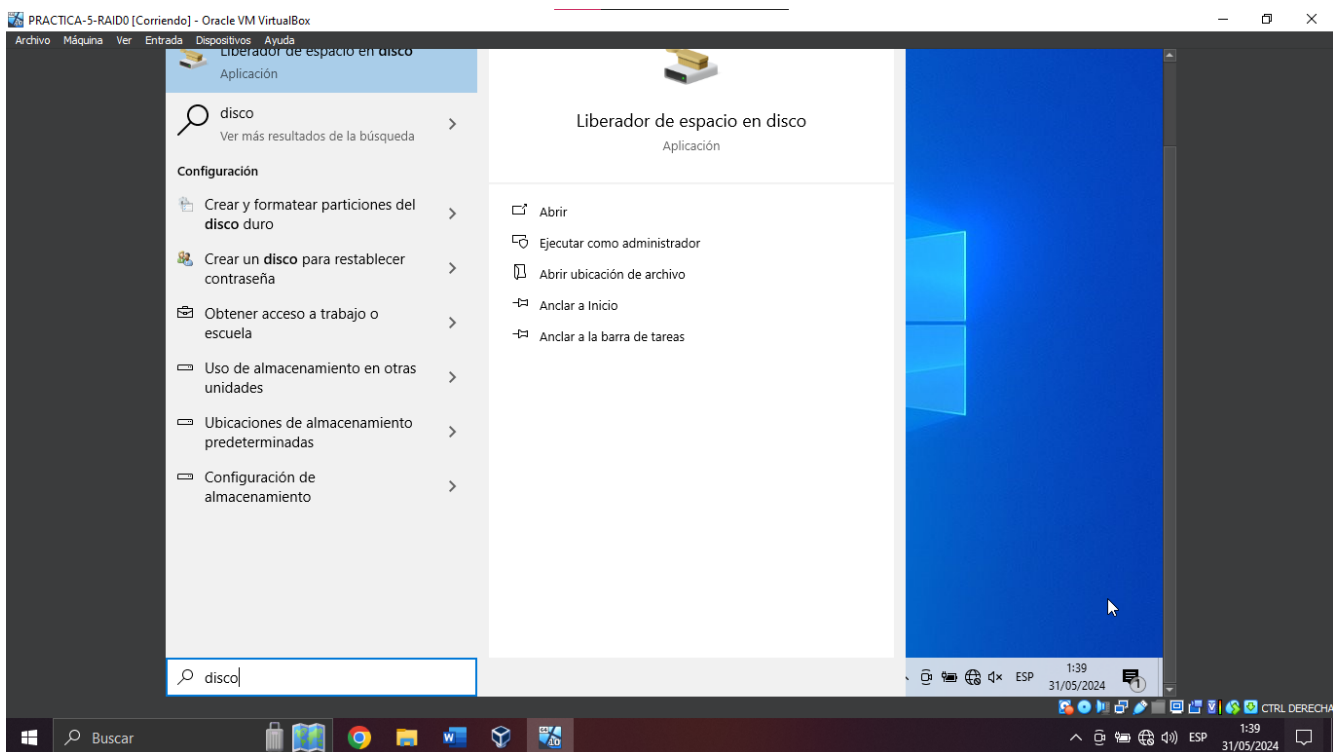 PRACTICA-5-RAID0 [Corriendo] - Oracle VM VirtualBox
Archivo Máquina Ver Entrada Dispositivos Ayuda
Liberador de espacio en disco
Aplicación
disco
Ver más resultados de la búsqueda
Configuración
Crear y formatear particiones del
disco duro
Crear un disco para restablecer
contraseña
Obtener acceso a trabajo o
escuela
Uso de almacenamiento en otras
unidades
Ubicaciones de almacenamiento
predeterminadas
Configuración de
almacenamiento
Liberador de espacio en disco
Aplicación
Abrir
Ejecutar como administrador
Abrir ubicación de archivo
Anclar a Inicio
Anclar a la barra de tareas
disco
ESP
1:39
31/05/2024
1
CTRL DERECHA
Buscar
ESP
1:39
31/05/2024